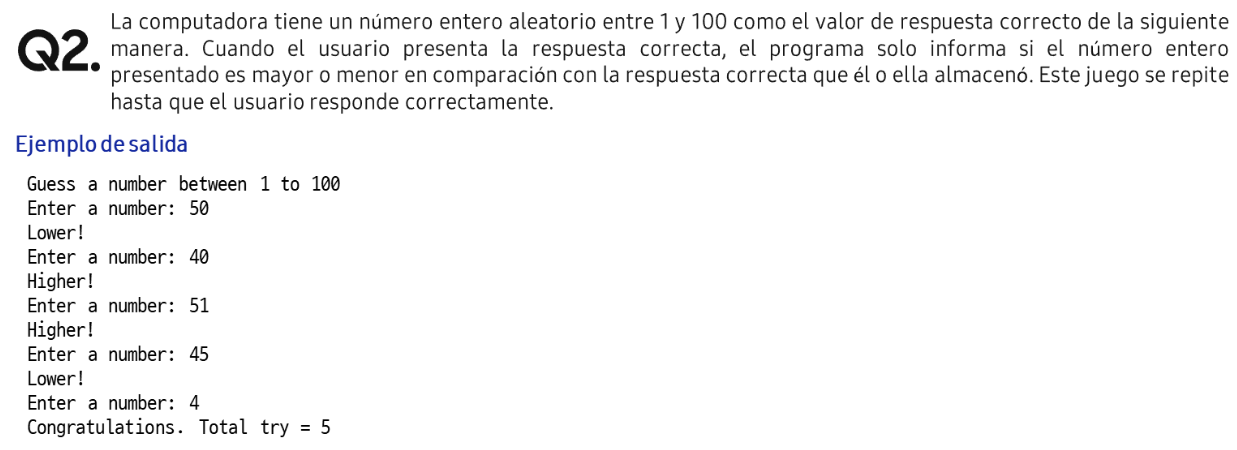 Q2.
La computadora tiene un número entero aleatorio entre 1 y 100 como el valor de respuesta correcto de la siguiente
manera. Cuando el usuario presenta la respuesta correcta, el programa solo informa si el número entero
presentado es mayor o menor en comparación con la respuesta correcta que él o ella almacenó. Este juego se repite
hasta que el usuario responde correctamente.
Ejemplo de salida
Guess a number between 1 to 100
Enter a number: 50
Lower!
Enter a number: 40
Higher!
Enter a number: 51
Higher!
Enter a number: 45
Lower!
Enter a number: 4
Congratulations. Total try = 5